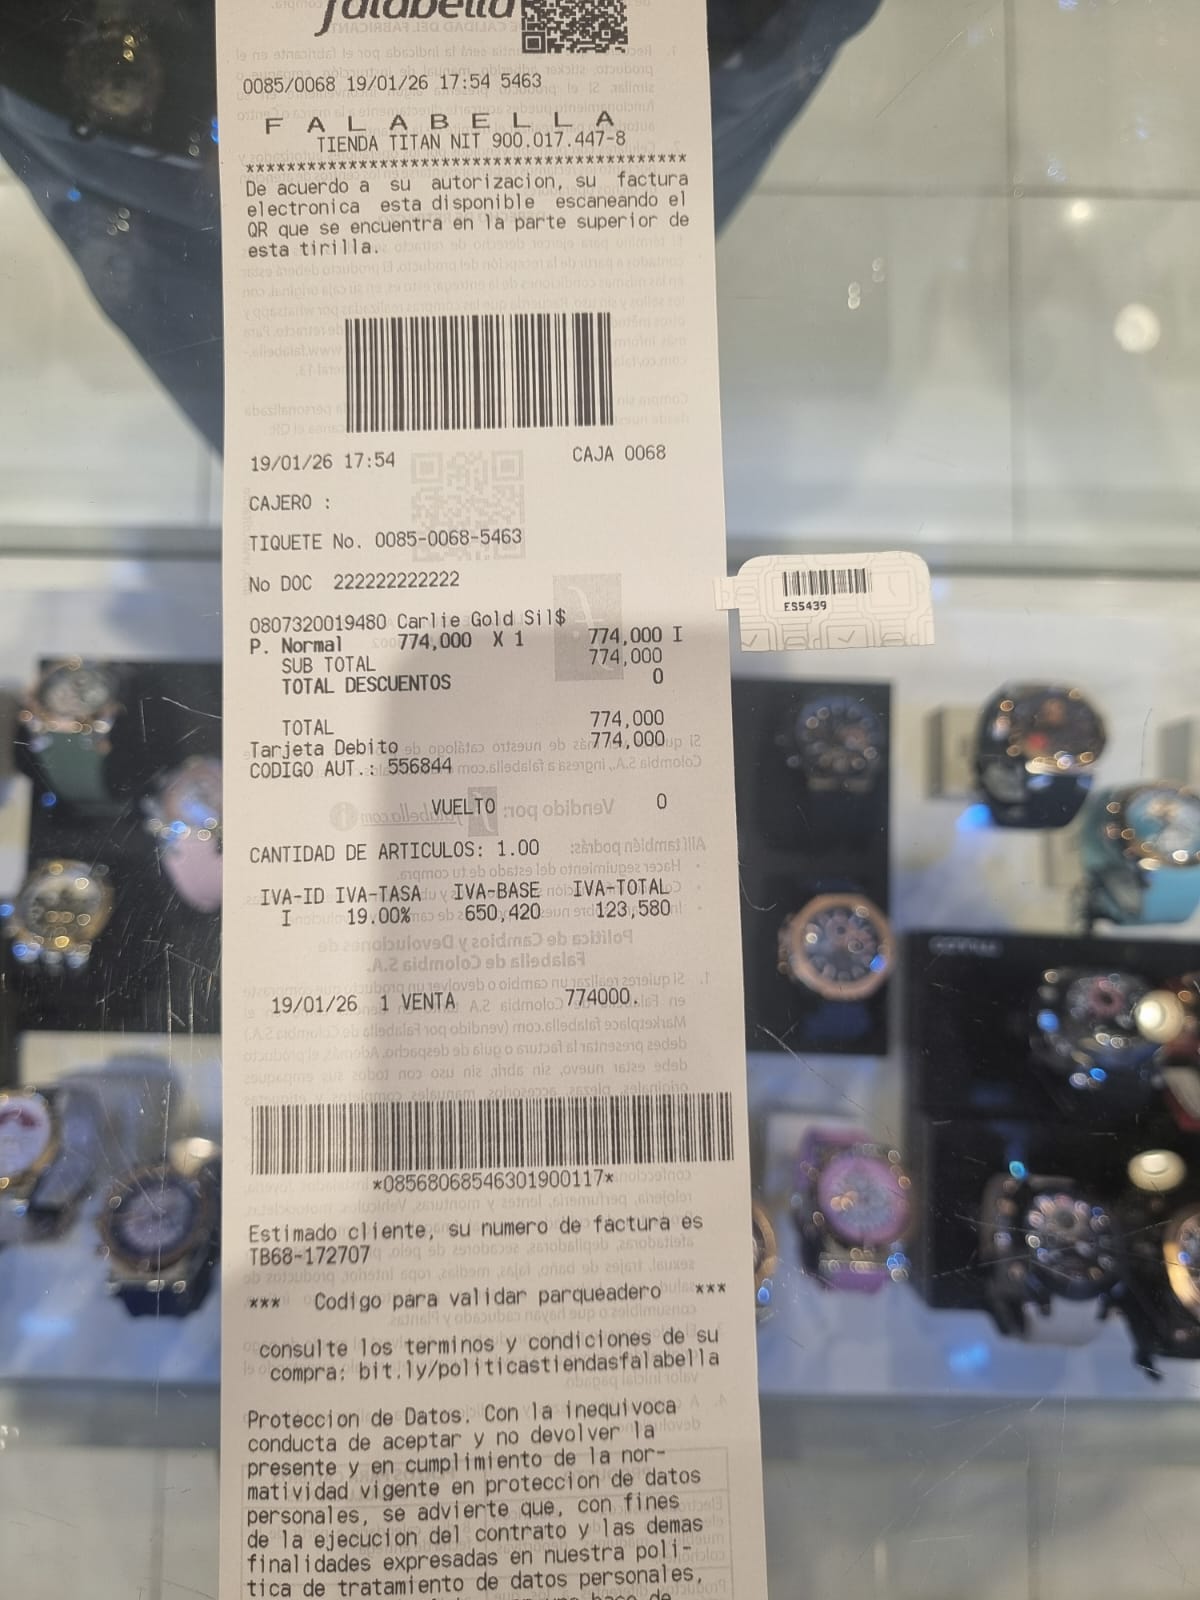 falabella
0085/0068 19/01/26 17:54 5463
F A L A B E L L A
TIENDA TITAN NIT 900.017.447-8
*******************************************
De acuerdo a su autorizacion, su factura
electronica esta disponible escaneando el
QR que se encuentra en la parte superior de
esta tirilla.
19/01/26 17:54 CAJA 0068
CAJERO :
TIQUETE No. 0085-0068-5463
No DOC 222222222222
0807320019480 Carlie Gold Sil$
P. Normal 774,000 X 1 774,000 I
SUB TOTAL 774,000
TOTAL DESCUENTOS 0
TOTAL 774,000
Tarjeta Debito 774,000
CODIGO AUT.: 556844
VUELTO 0
CANTIDAD DE ARTICULOS: 1.00
IVA-ID IVA-TASA IVA-BASE IVA-TOTAL
I 19.00% 650,420 123,580
19/01/26 1 VENTA 774000.
*08568068546301900117*
Estimado cliente, su numero de factura es
TB68-172707
*** Codigo para validar parqueadero ***
consulte los terminos y condiciones de su
compra: bit.ly/politicastiendasfalabella
Proteccion de Datos. Con la inequivoca
conducta de aceptar y no devolver la
presente y en cumplimiento de la nor-
matividad vigente en proteccion de datos
personales, se advierte que, con fines
de la ejecucion del contrato y las demas
finalidades expresadas en nuestra poli-
tica de tratamiento de datos personales,
ES5439